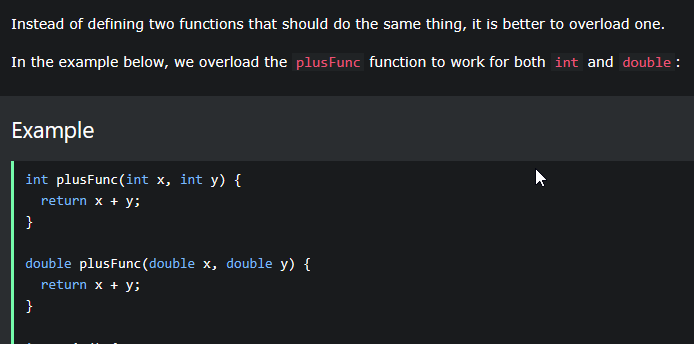 Instead of defining two functions that should do the same thing, it is better to overload one.
In the example below, we overload the plusFunc function to work for both int and double:
Example
int plusFunc(int x, int y) {
  return x + y;
}
double plusFunc(double x, double y) {
  return x + y;
}